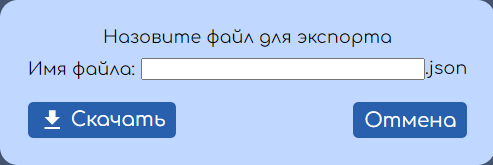 Назовите файл для экспорта
Имя файла: .json
Скачать Отмена